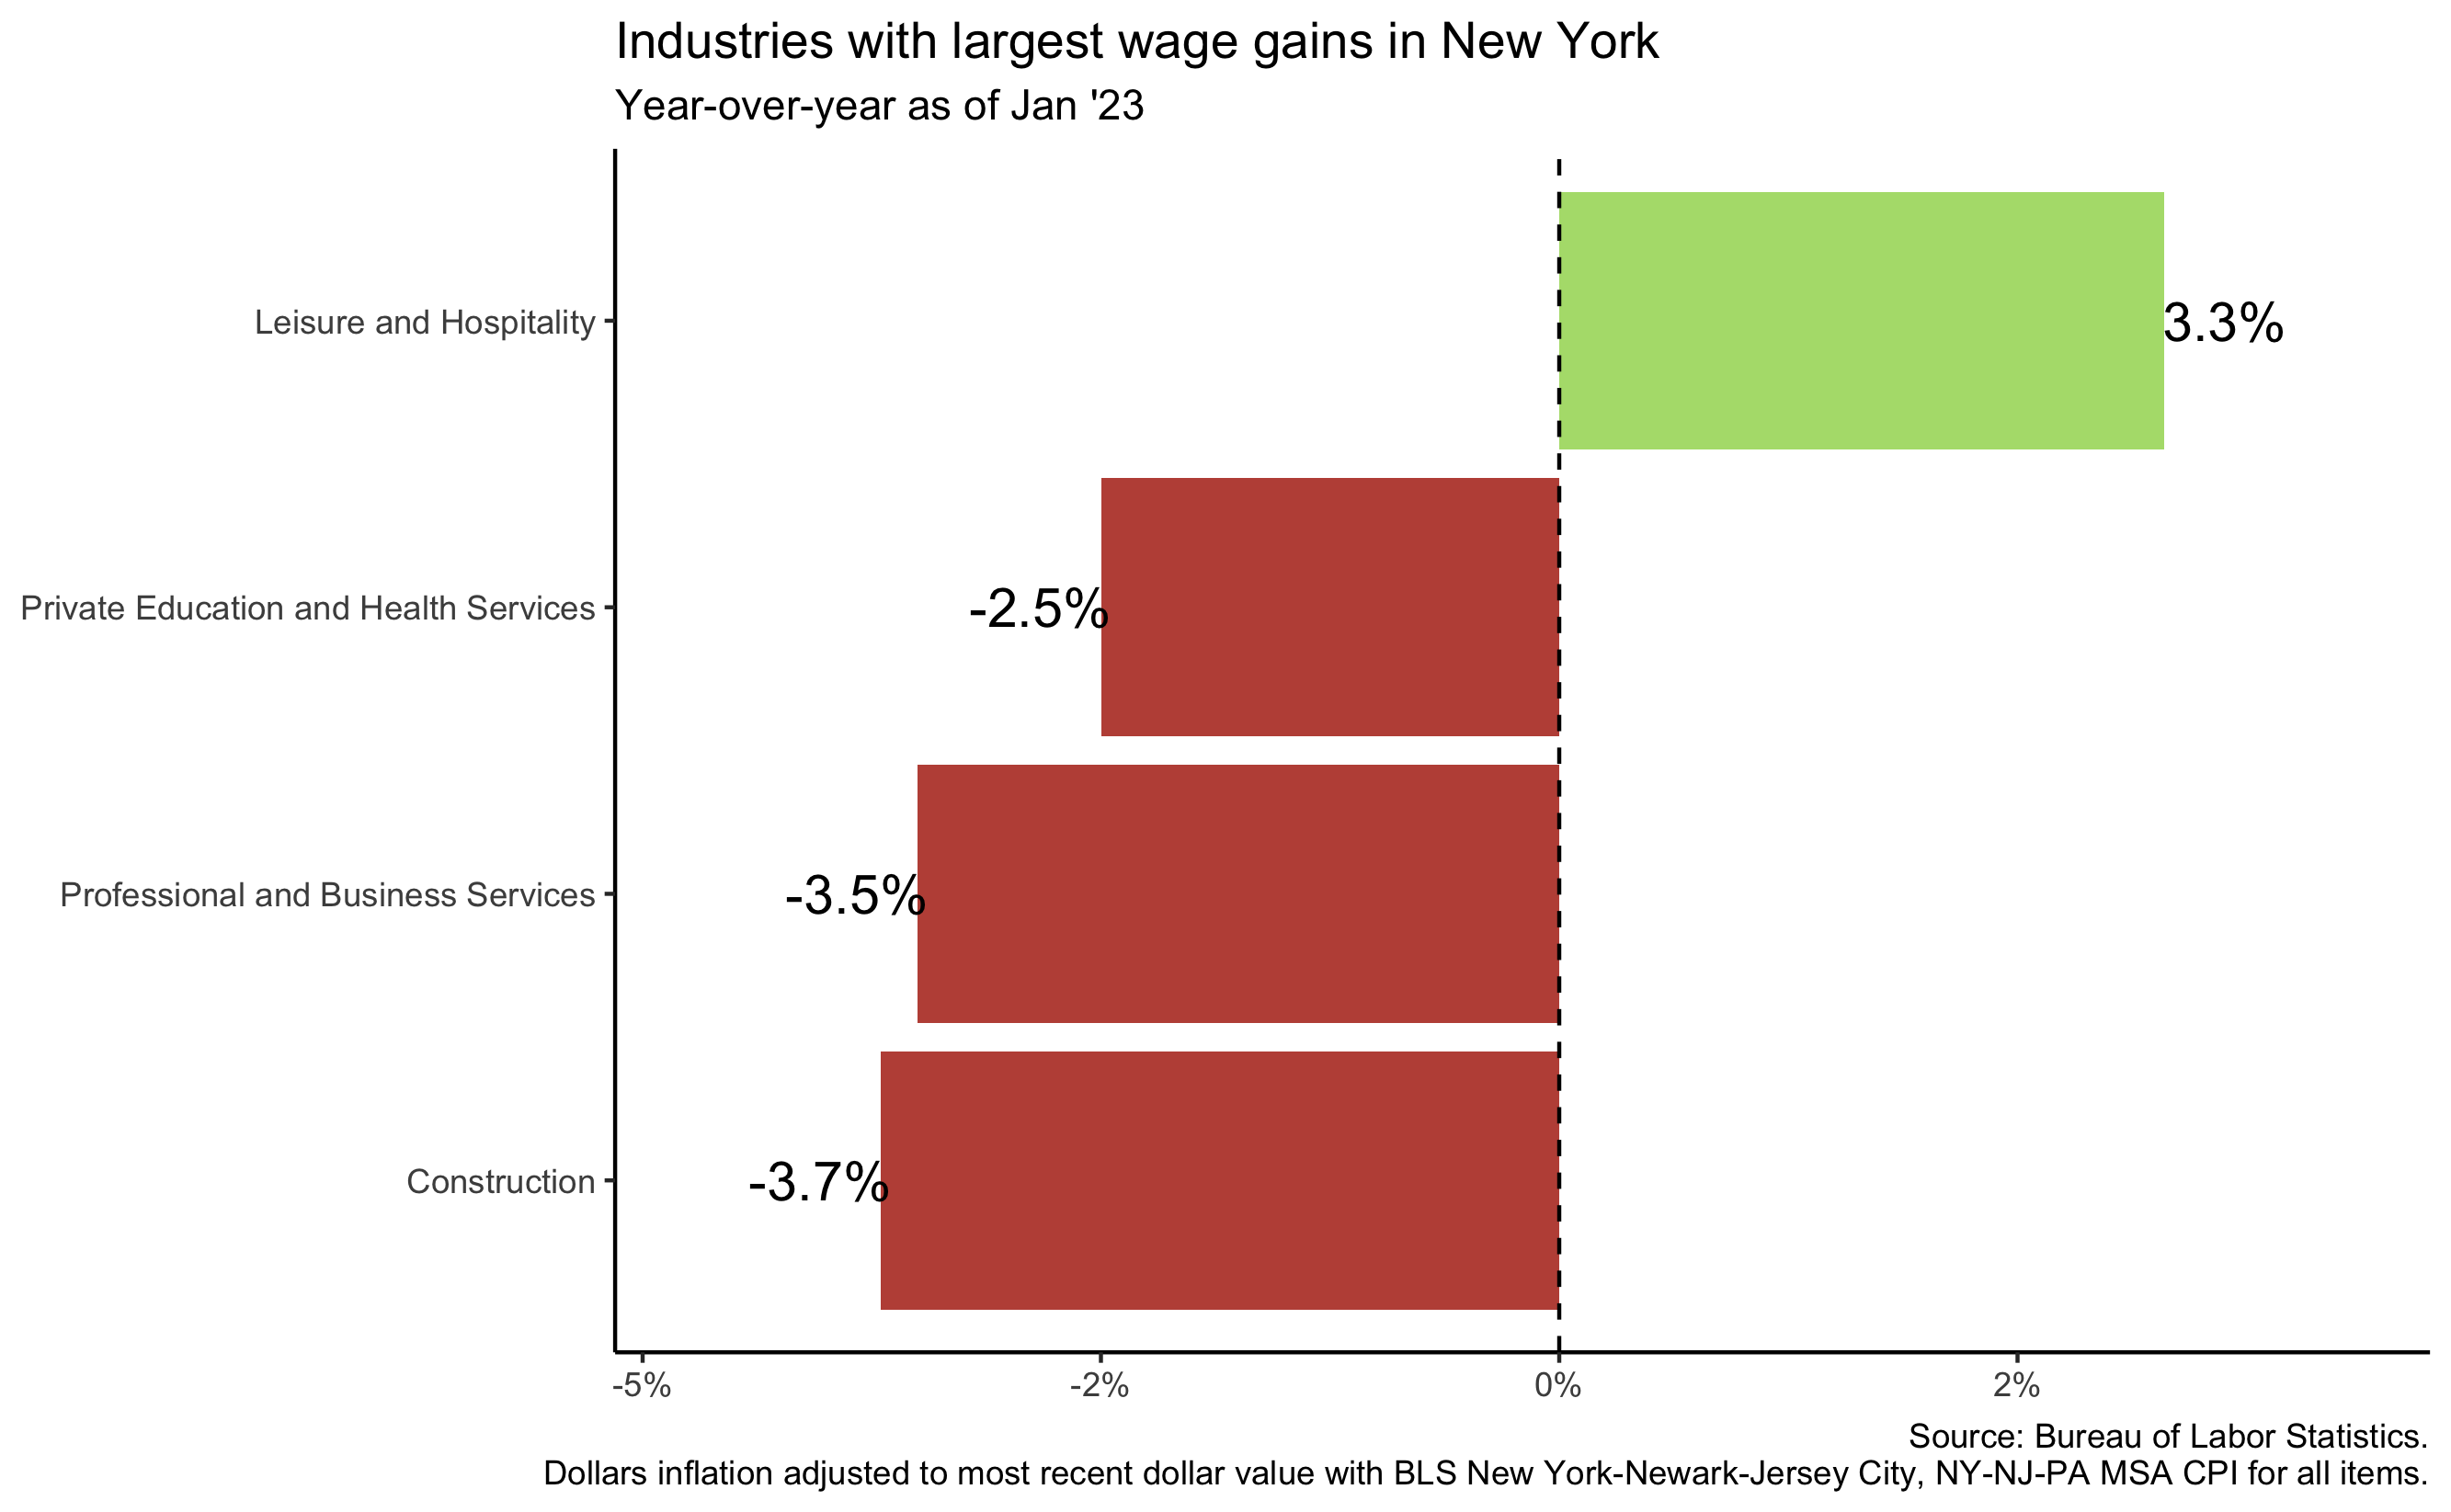 Industries with largest wage gains in New York
Year-over-year as of Jan '23
Leisure and Hospitality
3.3%
Private Education and Health Services
-2.5%
Professional and Business Services
-3.5%
Construction
-3.7%
-5%
-2%
0%
2%
Source: Bureau of Labor Statistics.
Dollars inflation adjusted to most recent dollar value with BLS New York-Newark-Jersey City, NY-NJ-PA MSA CPI for all items.